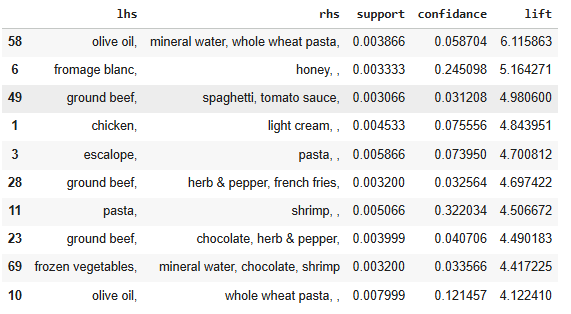 lhs rhs support confidance lift
58 olive oil, mineral water, whole wheat pasta, 0.003866 0.058704 6.115863
6 fromage blanc, honey, , 0.003333 0.245098 5.164271
49 ground beef, spaghetti, tomato sauce, 0.003066 0.031208 4.980600
1 chicken, light cream, , 0.004533 0.075556 4.843951
3 escalope, pasta, , 0.005866 0.073950 4.700812
28 ground beef, herb & pepper, french fries, 0.003200 0.032564 4.697422
11 pasta, shrimp, , 0.005066 0.322034 4.506672
23 ground beef, chocolate, herb & pepper, 0.003999 0.040706 4.490183
69 frozen vegetables, mineral water, chocolate, shrimp 0.003200 0.033566 4.417225
10 olive oil, whole wheat pasta, , 0.007999 0.121457 4.122410